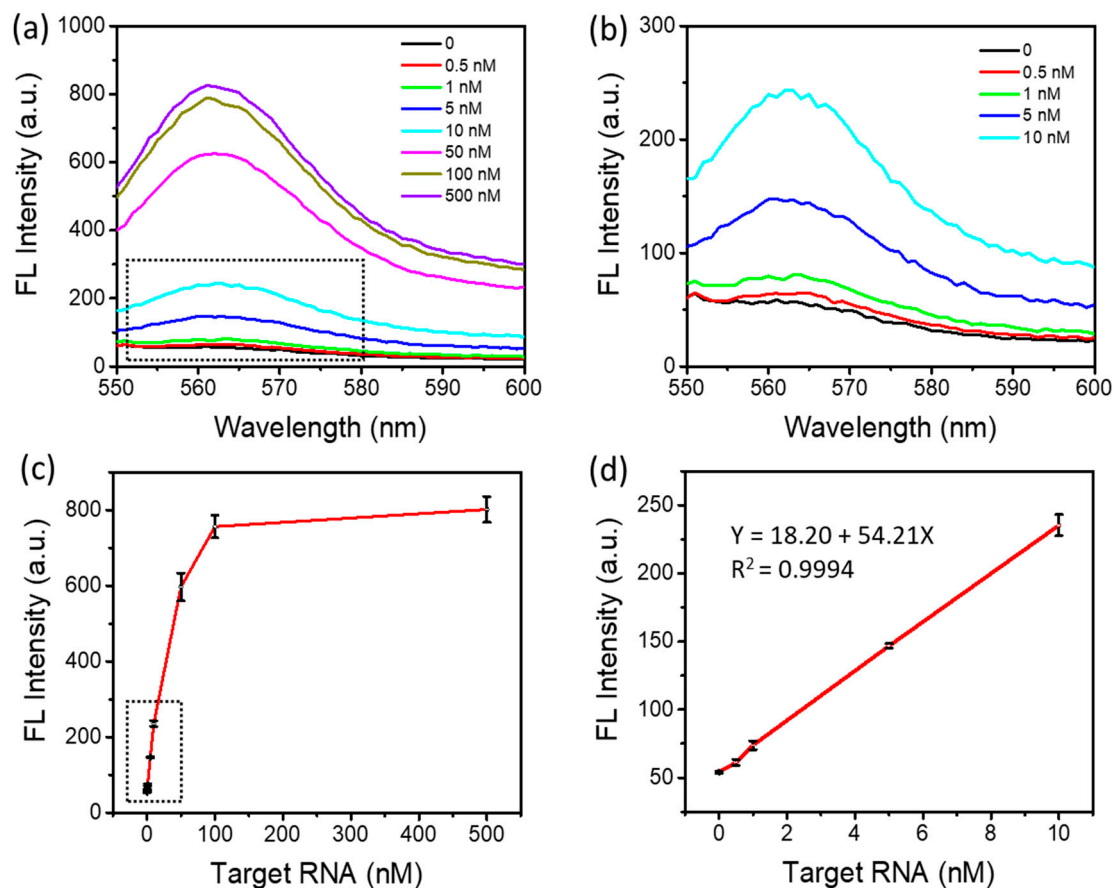 (a)
1000
800
600
400
200
0
FL Intensity (a.u.)
0
0.5 nM
1 nM
5 nM
10 nM
50 nM
100 nM
500 nM
550 560 570 580 590 600
Wavelength (nm)
(b)
300
200
100
0
FL Intensity (a.u.)
0
0.5 nM
1 nM
5 nM
10 nM
550 560 570 580 590 600
Wavelength (nm)
(c)
800
600
400
200
0
FL Intensity (a.u.)
0 100 200 300 400 500
Target RNA (nM)
(d)
250
200
150
100
50
FL Intensity (a.u.)
Y = 18.20 + 54.21X
R² = 0.9994
0 2 4 6 8 10
Target RNA (nM)